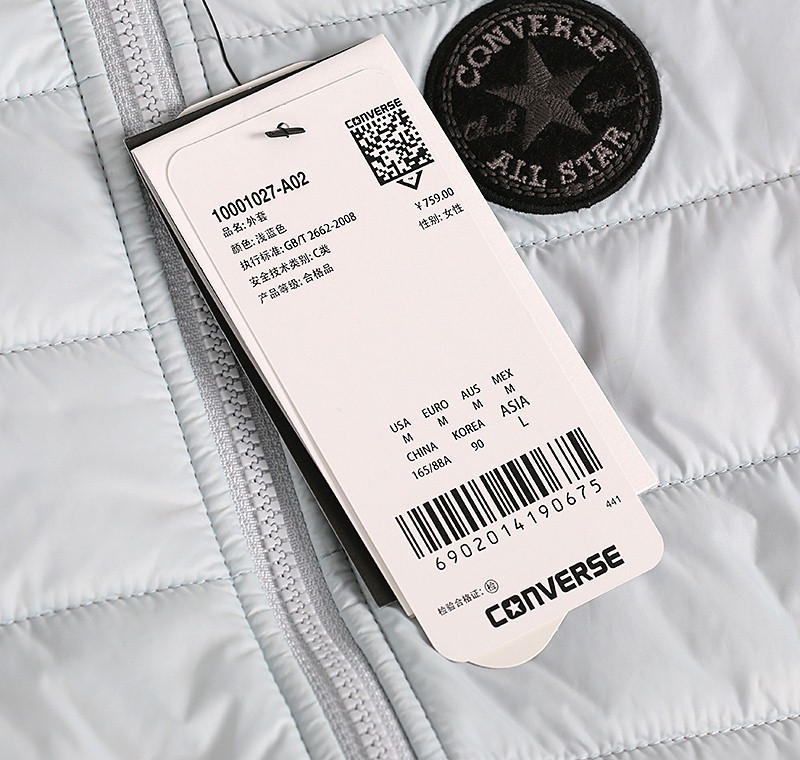 CONVERSE
ALL STAR
CONVERSE
10001027-A02
品名: 外套
颜色: 浅蓝色
执行标准: GB/T 2662-2008
安全技术类别: C类
产品等级: 合格品
¥759.00
性别: 女性
USA EURO AUS MEX
M M M M
CHINA KOREA ASIA
165/88A 90 L
6902014190675
441
检验合格证: 检
CONVERSE